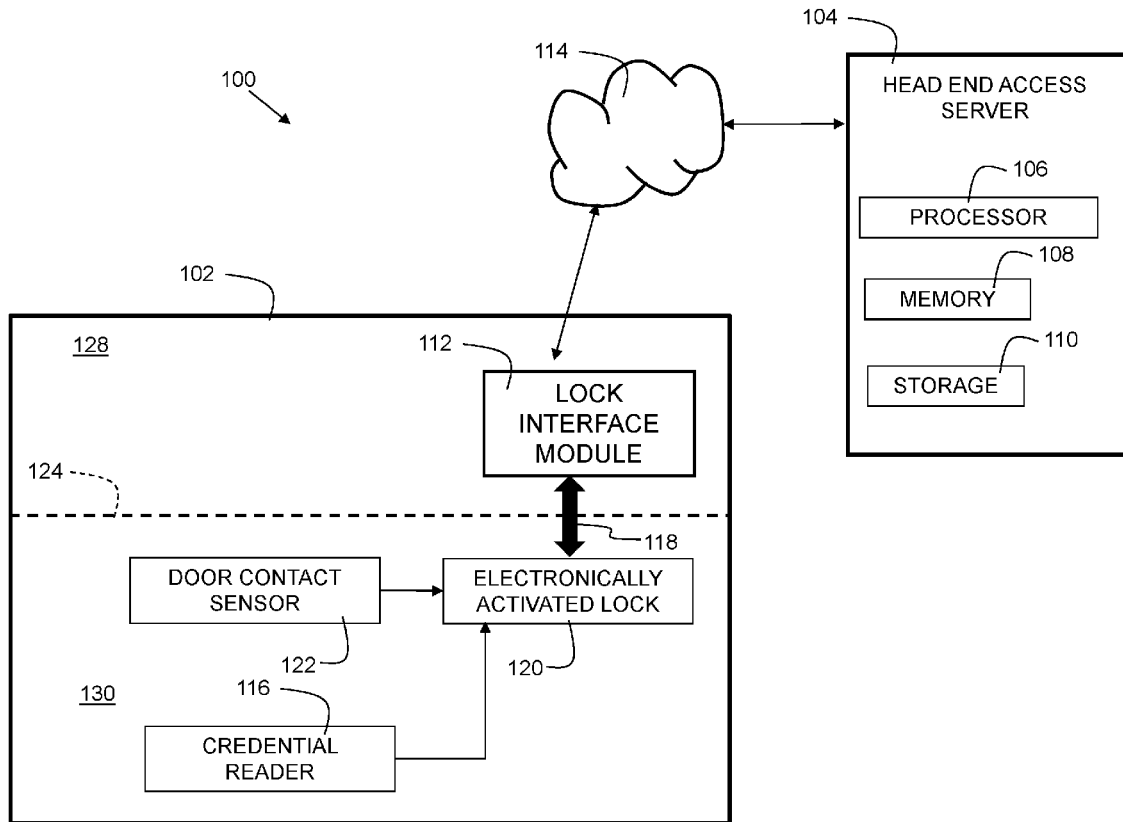 104
114
HEAD END ACCESS
SERVER
100
106
PROCESSOR
108
MEMORY
110
STORAGE
102
128
112
LOCK
INTERFACE
MODULE
124
118
DOOR CONTACT
SENSOR
ELECTRONICALLY
ACTIVATED LOCK
122
120
130
116
CREDENTIAL
READER